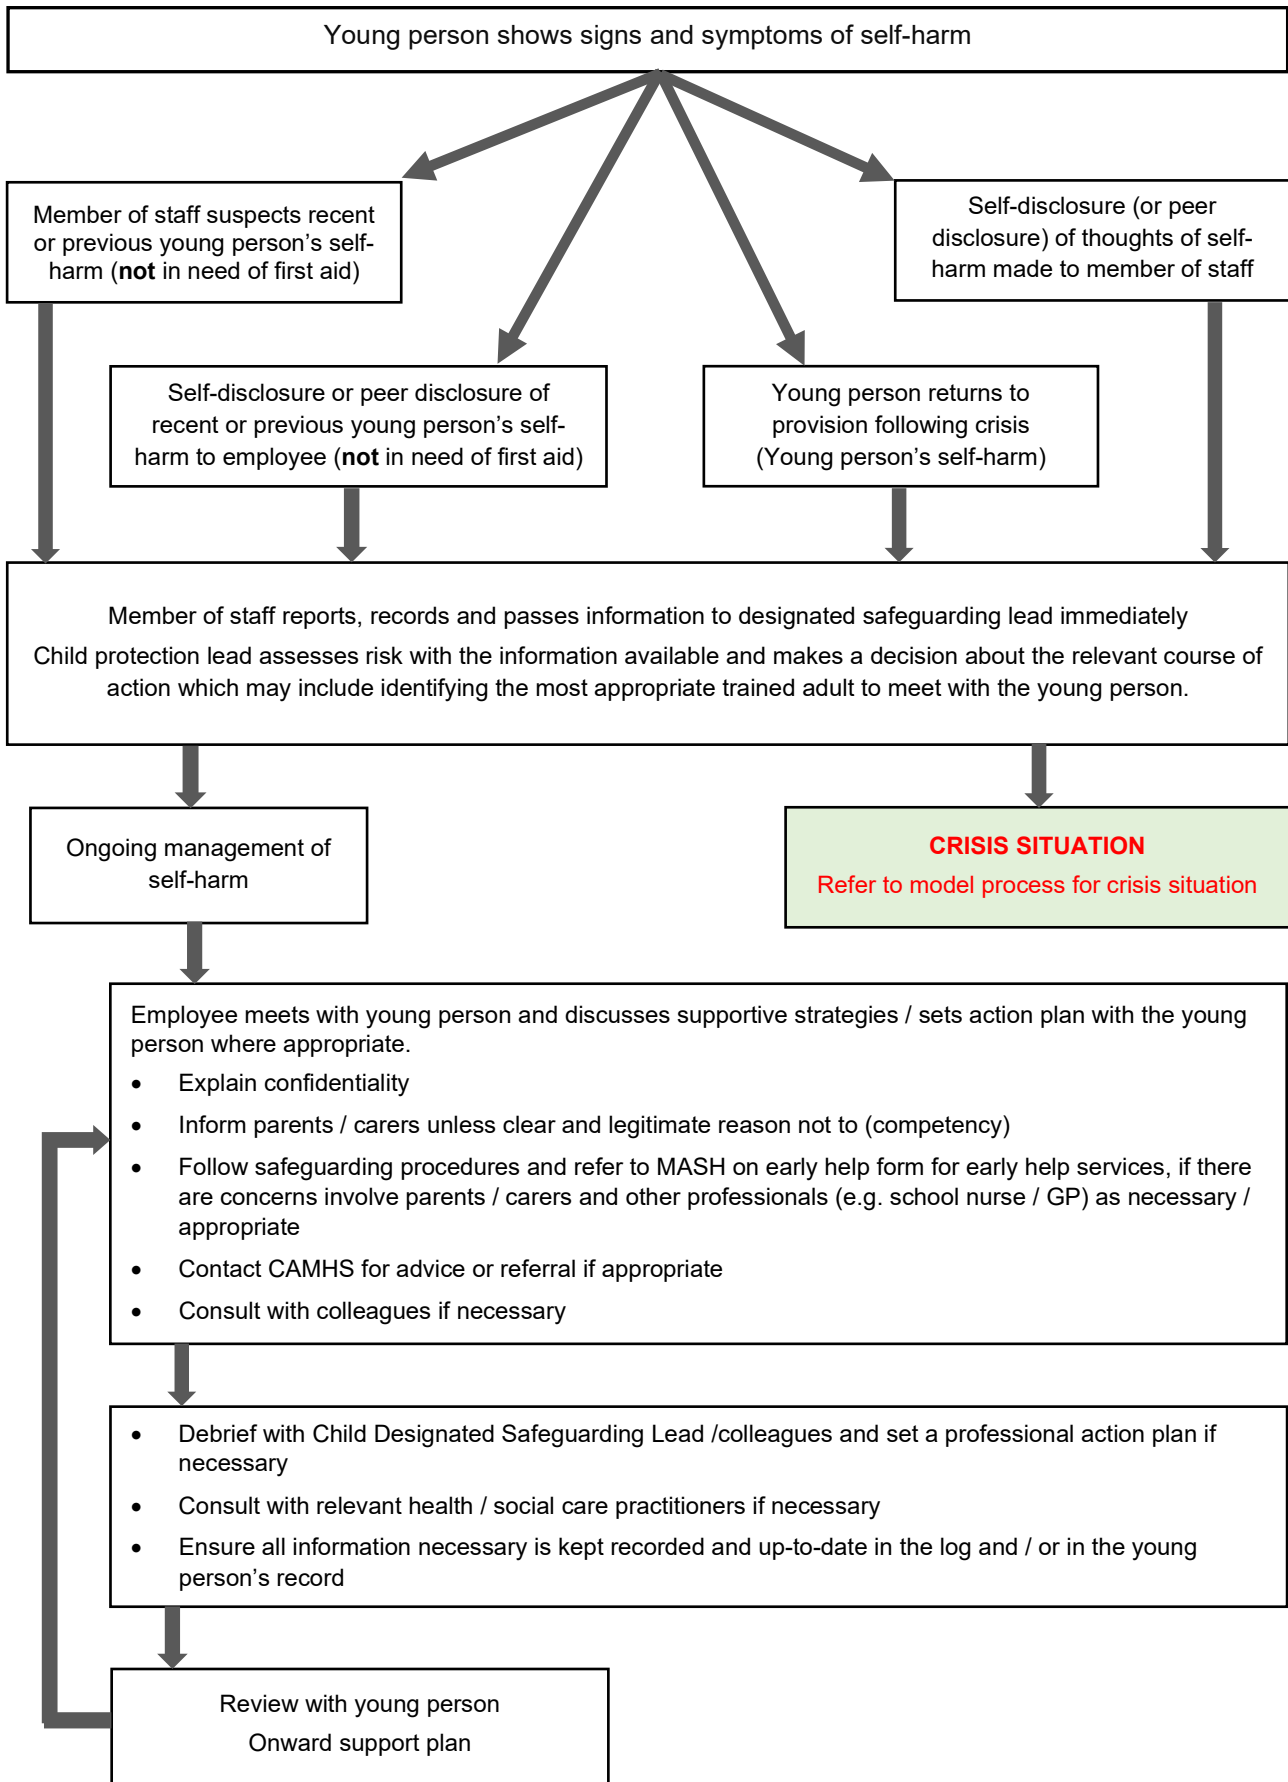 Young person shows signs and symptoms of self-harm
Member of staff suspects recent
or previous young person’s self-
harm (not in need of first aid)
Self-disclosure (or peer
disclosure) of thoughts of self-
harm made to member of staff
Self-disclosure or peer disclosure of
recent or previous young person’s self-
harm to employee (not in need of first aid)
Young person returns to
provision following crisis
(Young person’s self-harm)
Member of staff reports, records and passes information to designated safeguarding lead immediately
Child protection lead assesses risk with the information available and makes a decision about the relevant course of
action which may include identifying the most appropriate trained adult to meet with the young person.
Ongoing management of
self-harm
CRISIS SITUATION
Refer to model process for crisis situation
Employee meets with young person and discusses supportive strategies / sets action plan with the young
person where appropriate.
• Explain confidentiality
• Inform parents / carers unless clear and legitimate reason not to (competency)
• Follow safeguarding procedures and refer to MASH on early help form for early help services, if there
are concerns involve parents / carers and other professionals (e.g. school nurse / GP) as necessary /
appropriate
• Contact CAMHS for advice or referral if appropriate
• Consult with colleagues if necessary
• Debrief with Child Designated Safeguarding Lead /colleagues and set a professional action plan if
necessary
• Consult with relevant health / social care practitioners if necessary
• Ensure all information necessary is kept recorded and up-to-date in the log and / or in the young
person’s record
Review with young person
Onward support plan